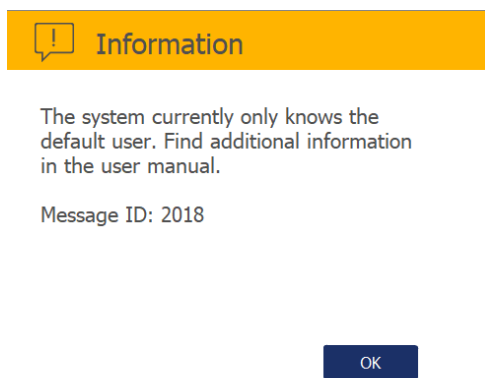 Information
The system currently only knows the
default user. Find additional information
in the user manual.
Message ID: 2018
OK